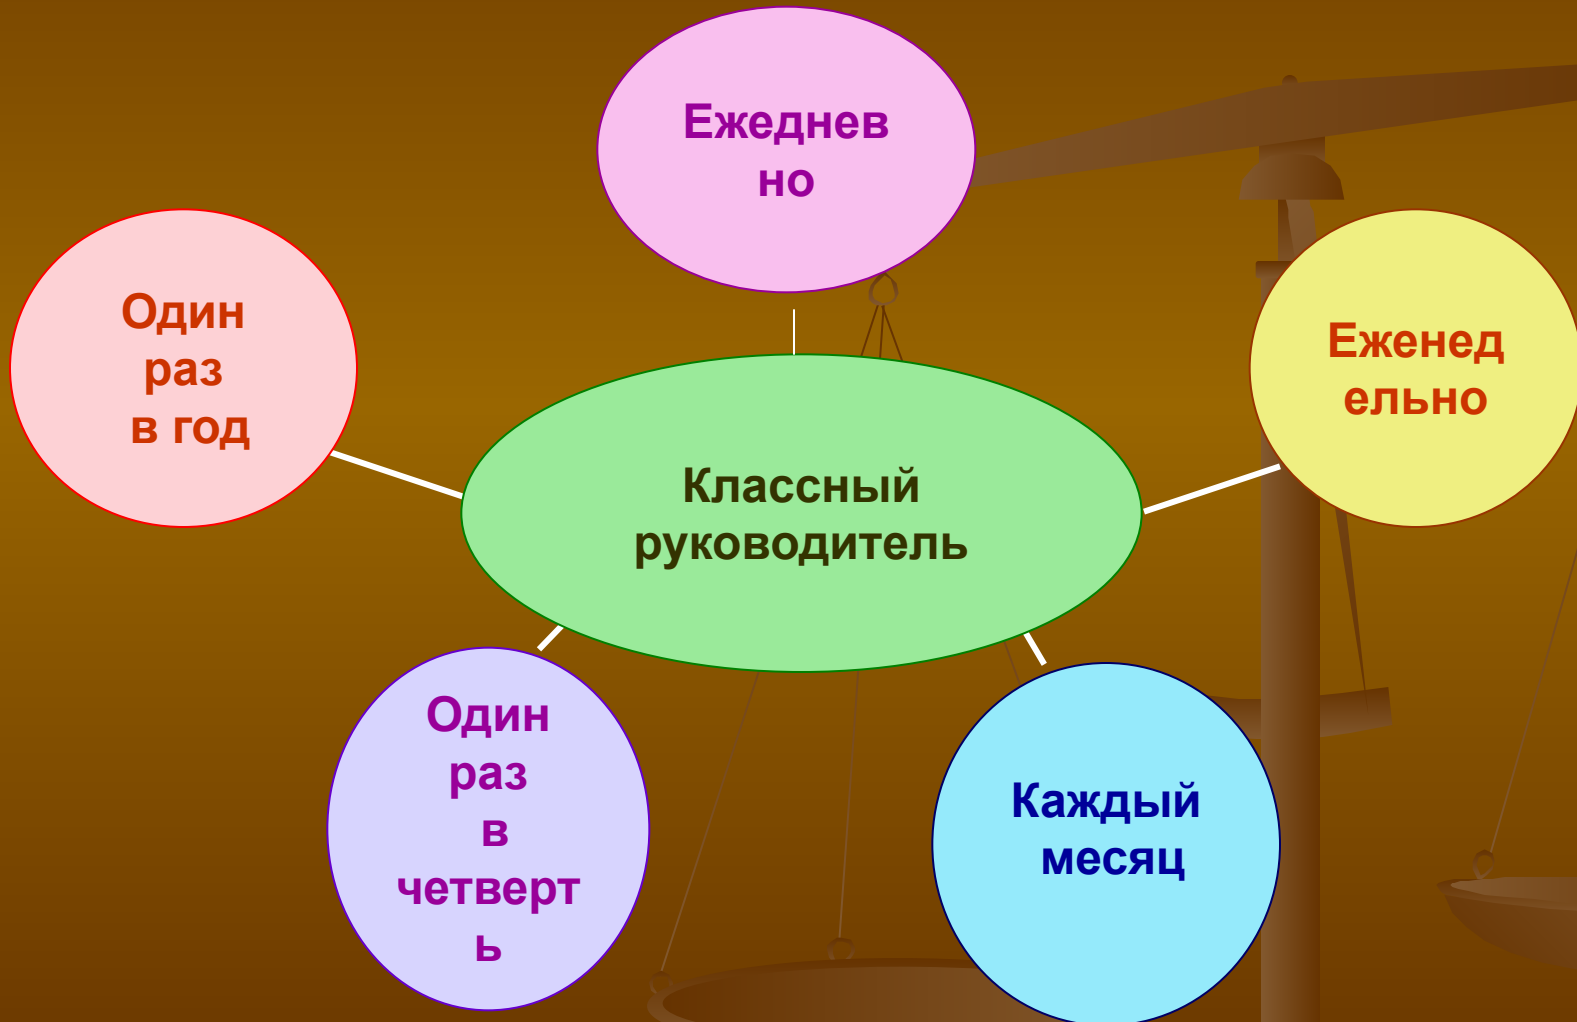 Ежеднев
но
Один
раз
в год
Еженед
ельно
Классный
руководитель
Один
раз
в
четверт
ь
Каждый
месяц